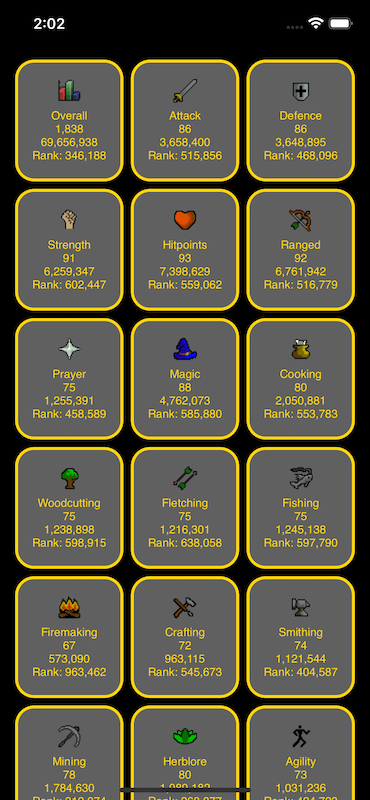 2:02
Overall
1,838
69,656,938
Rank: 346,188
Attack
86
3,658,400
Rank: 515,856
Defence
86
3,648,895
Rank: 468,096
Strength
91
6,259,347
Rank: 602,447
Hitpoints
93
7,398,629
Rank: 559,062
Ranged
92
6,761,942
Rank: 516,779
Prayer
75
1,255,391
Rank: 458,589
Magic
88
4,762,073
Rank: 585,880
Cooking
80
2,050,881
Rank: 553,783
Woodcutting
75
1,238,898
Rank: 598,915
Fletching
75
1,216,301
Rank: 638,058
Fishing
75
1,245,138
Rank: 597,790
Firemaking
67
573,090
Rank: 963,462
Crafting
72
963,115
Rank: 545,673
Smithing
74
1,121,544
Rank: 404,587
Mining
78
1,784,630
Rank:
Herblore
80
Rank:
Agility
73
1,031,236
Rank: